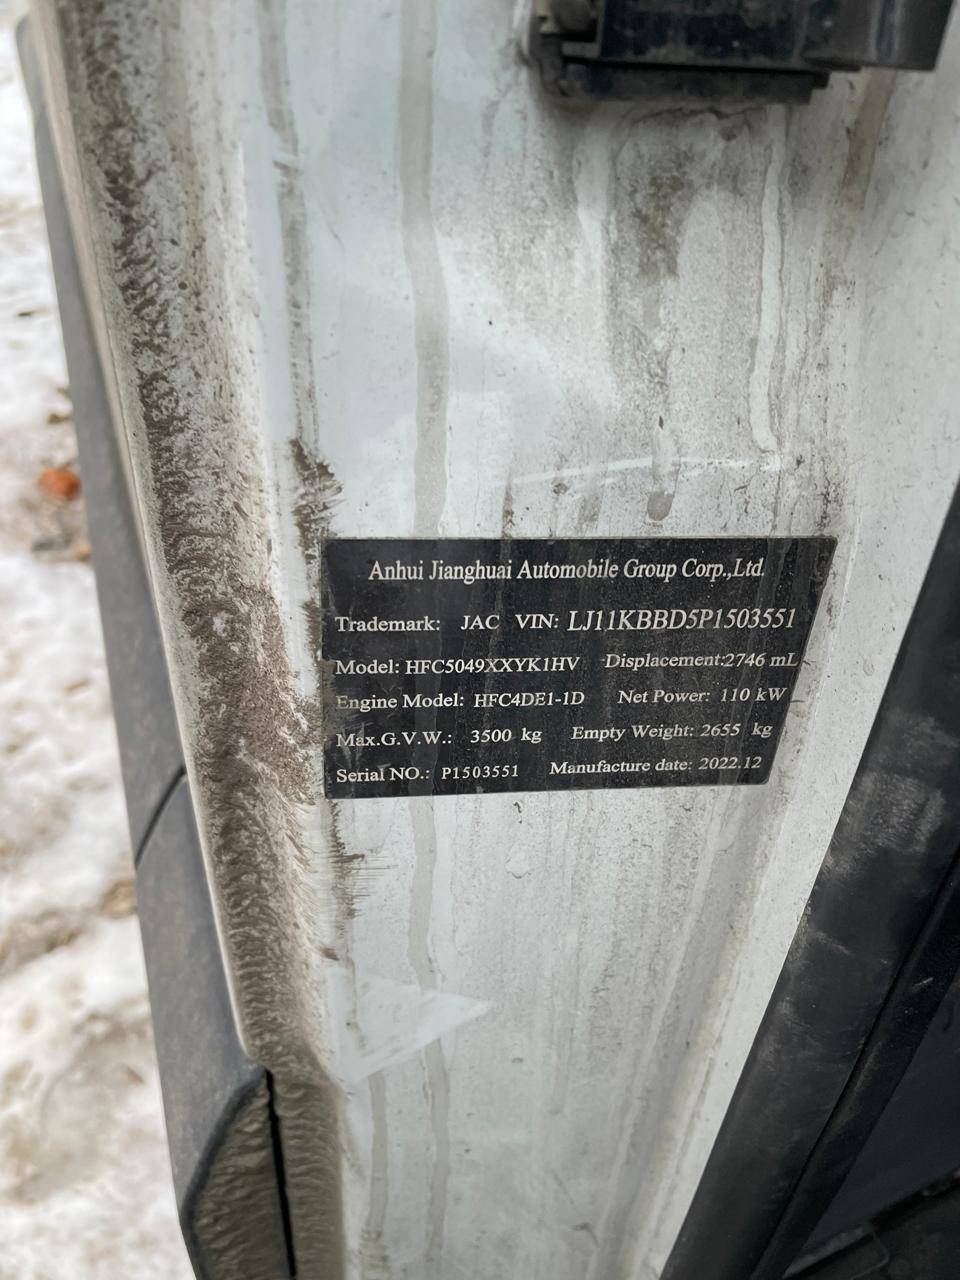 Anhui Jianghuai Automobile Group Corp.,Ltd.
Trademark: JAC VIN: LJ11KBBD5P1503551
Model: HFC5049XXYK1HV Displacement:2746 mL
Engine Model: HFC4DE1-1D Net Power: 110 kW
Max.G.V.W.: 3500 kg Empty Weight: 2655 kg
Serial NO.: P1503551 Manufacture date: 2022.12